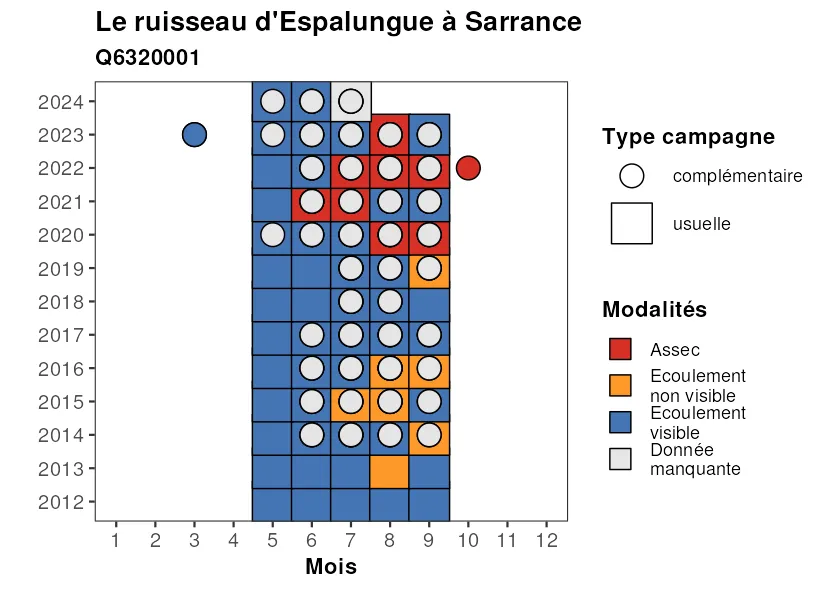 Le ruisseau d'Espalungue à Sarrance
Q6320001
2024
2023
2022
2021
2020
2019
2018
2017
2016
2015
2014
2013
2012
1 2 3 4 5 6 7 8 9 10 11 12
Mois
Type campagne
complémentaire
usuelle
Modalités
Assec
Ecoulement
non visible
Ecoulement
visible
Donnée
manquante